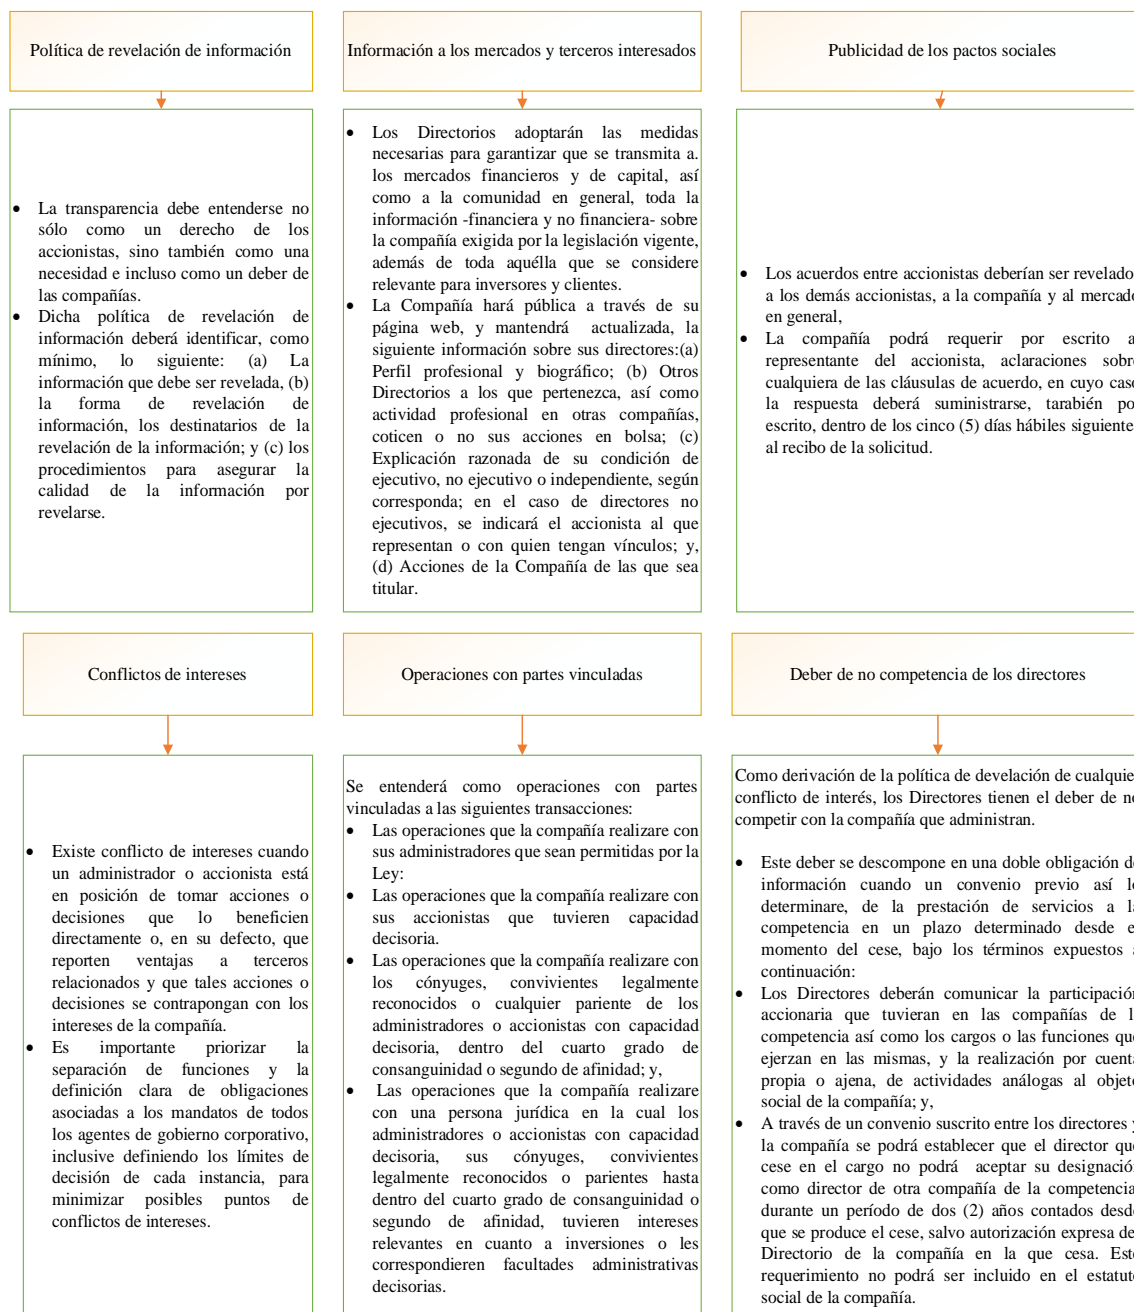 Política de revelación de información
• La transparencia debe entenderse no
sólo como un derecho de los
accionistas, sino también como una
necesidad e incluso como un deber de
las compañías.
• Dicha política de revelación de
información deberá identificar, como
mínimo, lo siguiente: (a) La
información que debe ser revelada, (b)
la forma de revelación de
información, los destinatarios de la
revelación de la información; y (c) los
procedimientos para asegurar la
calidad de la información por
revelarse.
Información a los mercados y terceros interesados
• Los Directorios adoptarán las medidas
necesarias para garantizar que se transmita a.
los mercados financieros y de capital, así
como a la comunidad en general, toda la
información -financiera y no financiera- sobre
la compañía exigida por la legislación vigente,
además de toda aquélla que se considere
relevante para inversores y clientes.
• La Compañía hará pública a través de su
página web, y mantendrá actualizada, la
siguiente información sobre sus directores:(a)
Perfil profesional y biográfico; (b) Otros
Directorios a los que pertenezca, así como
actividad profesional en otras compañías,
coticen o no sus acciones en bolsa; (c)
Explicación razonada de su condición de
ejecutivo, no ejecutivo o independiente, según
corresponda; en el caso de directores no
ejecutivos, se indicará el accionista al que
representan o con quien tengan vínculos; y,
(d) Acciones de la Compañía de las que sea
titular.
Publicidad de los pactos sociales
• Los acuerdos entre accionistas deberían ser revelado
a los demás accionistas, a la compañía y al mercado
en general,
• La compañía podrá requerir por escrito a
representante del accionista, aclaraciones sobre
cualquiera de las cláusulas de acuerdo, en cuyo caso
la respuesta deberá suministrarse, tarabién po
escrito, dentro de los cinco (5) días hábiles siguiente
al recibo de la solicitud.
Conflictos de intereses
• Existe conflicto de intereses cuando
un administrador o accionista está
en posición de tomar acciones o
decisiones que lo beneficien
directamente o, en su defecto, que
reporten ventajas a terceros
relacionados y que tales acciones o
decisiones se contrapongan con los
intereses de la compañía.
• Es importante priorizar la
separación de funciones y la
definición clara de obligaciones
asociadas a los mandatos de todos
los agentes de gobierno corporativo,
inclusive definiendo los límites de
decisión de cada instancia, para
minimizar posibles puntos de
conflictos de intereses.
Operaciones con partes vinculadas
Se entenderá como operaciones con partes
vinculadas a las siguientes transacciones:
• Las operaciones que la compañía realizare con
sus administradores que sean permitidas por la
Ley:
• Las operaciones que la compañía realizare con
sus accionistas que tuvieren capacidad
decisoria.
• Las operaciones que la compañía realizare con
los cónyuges, convivientes legalmente
reconocidos o cualquier pariente de los
administradores o accionistas con capacidad
decisoria, dentro del cuarto grado de
consanguinidad o segundo de afinidad; y,
• Las operaciones que la compañía realizare
con una persona jurídica en la cual los
administradores o accionistas con capacidad
decisoria, sus cónyuges, convivientes
legalmente reconocidos o parientes hasta
dentro del cuarto grado de consanguinidad o
segundo de afinidad, tuvieren intereses
relevantes en cuanto a inversiones o les
correspondieren facultades administrativas
decisorias.
Deber de no competencia de los directores
Como derivación de la política de develación de cualquie
conflicto de interés, los Directores tienen el deber de no
competir con la compañía que administran.
• Este deber se descompone en una doble obligación de
información cuando un convenio previo así lo
determinare, de la prestación de servicios a la
competencia en un plazo determinado desde e
momento del cese, bajo los términos expuestos a
continuación:
• Los Directores deberán comunicar la participación
accionaria que tuvieran en las compañías de l
competencia así como los cargos o las funciones que
ejerzan en las mismas, y la realización por cuenta
propia o ajena, de actividades análogas al objeto
social de la compañía; y,
• A través de un convenio suscrito entre los directores y
la compañía se podrá establecer que el director que
cese en el cargo no podrá aceptar su designación
como director de otra compañía de la competencia
durante un período de dos (2) años contados desde
que se produce el cese, salvo autorización expresa de
Directorio de la compañía en la que cesa. Este
requerimiento no podrá ser incluido en el estatuto
social de la compañía.